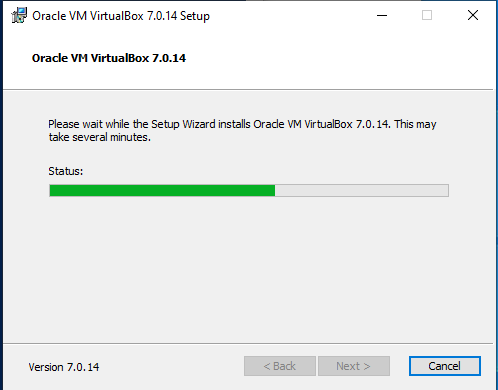 Oracle VM VirtualBox 7.0.14 Setup
Oracle VM VirtualBox 7.0.14
Please wait while the Setup Wizard installs Oracle VM VirtualBox 7.0.14. This may
take several minutes.
Status:
Version 7.0.14
< Back
Next >
Cancel